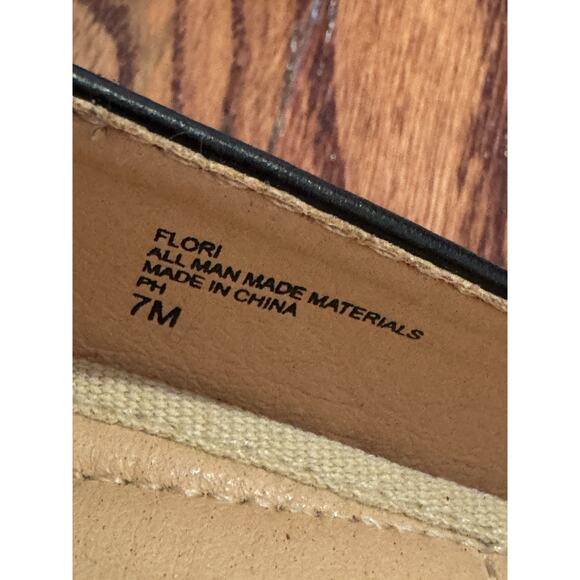 FLORI
ALL MAN MADE MATERIALS
MADE IN CHINA
PH
7M